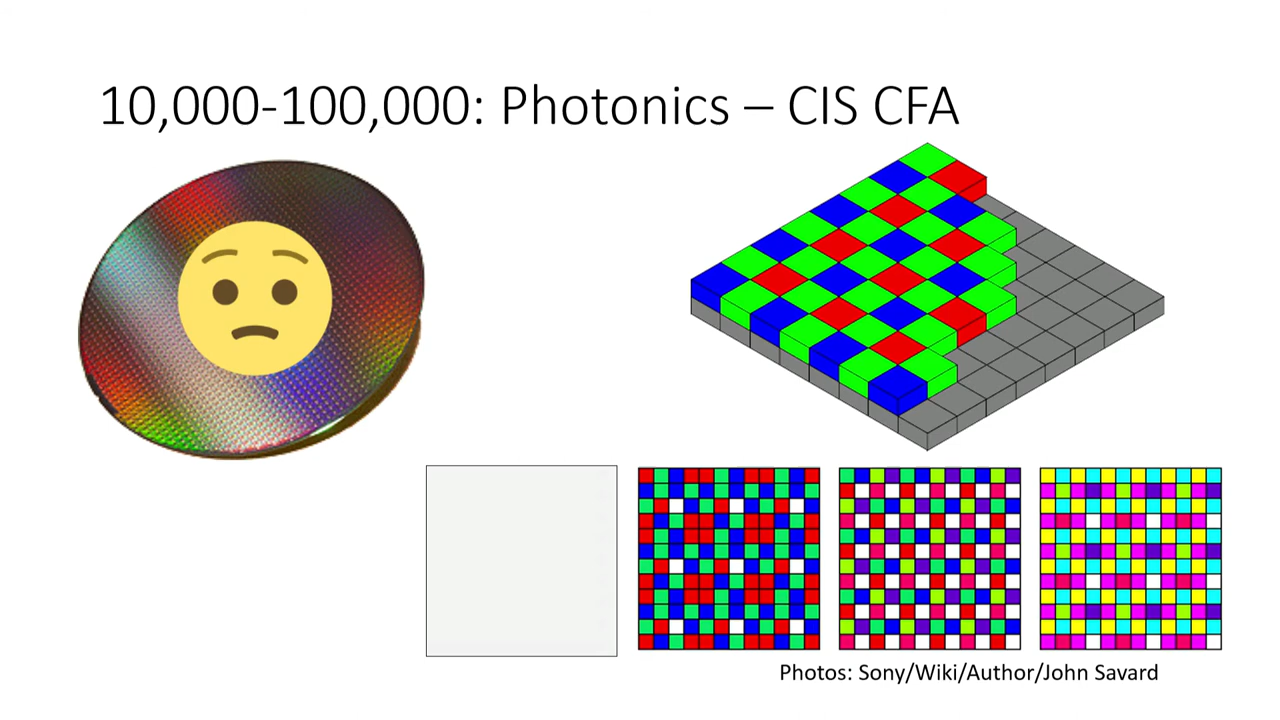 10,000-100,000: Photonics – CIS CFA
Photos: Sony/Wiki/Author/John Savard